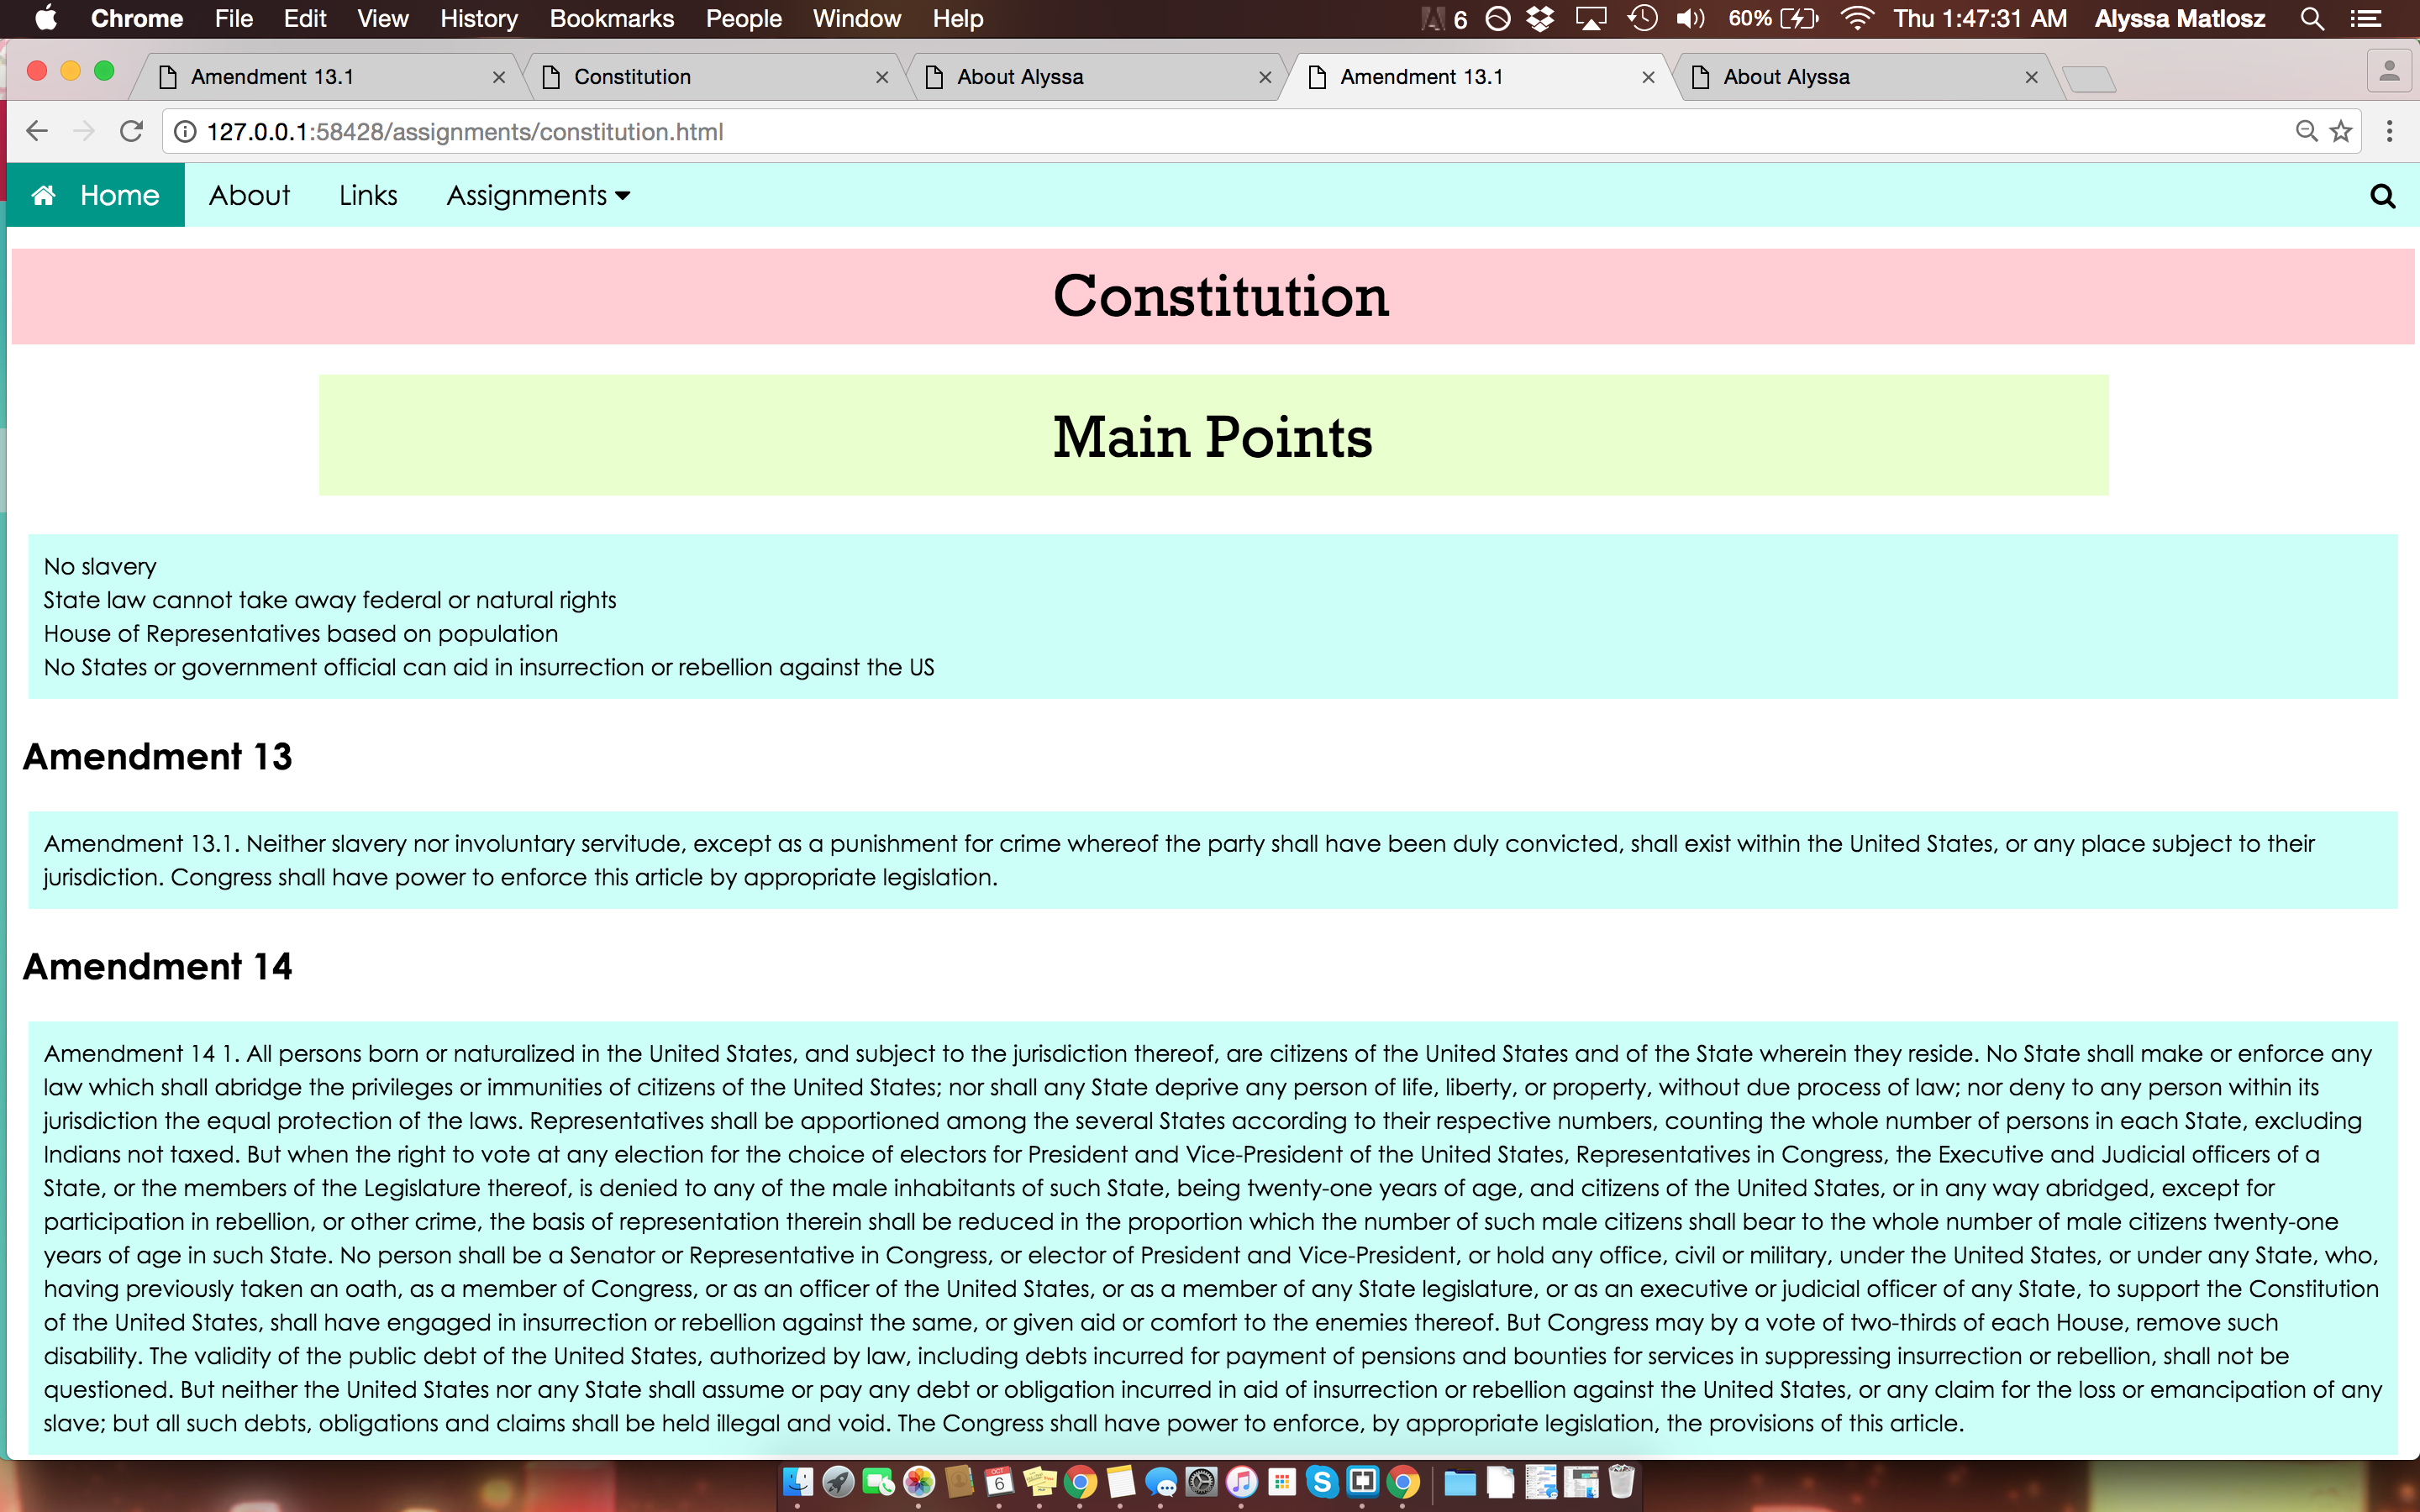 Chrome File Edit View History Bookmarks People Window Help 6 60% Thu 1:47:31 AM Alyssa Matlosz
Amendment 13.1 Constitution About Alyssa Amendment 13.1 About Alyssa
127.0.0.1:58428/assignments/constitution.html
Home About Links Assignments
Constitution
Main Points
No slavery
State law cannot take away federal or natural rights
House of Representatives based on population
No States or government official can aid in insurrection or rebellion against the US
Amendment 13
Amendment 13.1. Neither slavery nor involuntary servitude, except as a punishment for crime whereof the party shall have been duly convicted, shall exist within the United States, or any place subject to their
jurisdiction. Congress shall have power to enforce this article by appropriate legislation.
Amendment 14
Amendment 14 1. All persons born or naturalized in the United States, and subject to the jurisdiction thereof, are citizens of the United States and of the State wherein they reside. No State shall make or enforce any
law which shall abridge the privileges or immunities of citizens of the United States; nor shall any State deprive any person of life, liberty, or property, without due process of law; nor deny to any person within its
jurisdiction the equal protection of the laws. Representatives shall be apportioned among the several States according to their respective numbers, counting the whole number of persons in each State, excluding
Indians not taxed. But when the right to vote at any election for the choice of electors for President and Vice-President of the United States, Representatives in Congress, the Executive and Judicial officers of a
State, or the members of the Legislature thereof, is denied to any of the male inhabitants of such State, being twenty-one years of age, and citizens of the United States, or in any way abridged, except for
participation in rebellion, or other crime, the basis of representation therein shall be reduced in the proportion which the number of such male citizens shall bear to the whole number of male citizens twenty-one
years of age in such State. No person shall be a Senator or Representative in Congress, or elector of President and Vice-President, or hold any office, civil or military, under the United States, or under any State, who,
having previously taken an oath, as a member of Congress, or as an officer of the United States, or as a member of any State legislature, or as an executive or judicial officer of any State, to support the Constitution
of the United States, shall have engaged in insurrection or rebellion against the same, or given aid or comfort to the enemies thereof. But Congress may by a vote of two-thirds of each House, remove such
disability. The validity of the public debt of the United States, authorized by law, including debts incurred for payment of pensions and bounties for services in suppressing insurrection or rebellion, shall not be
questioned. But neither the United States nor any State shall assume or pay any debt or obligation incurred in aid of insurrection or rebellion against the United States, or any claim for the loss or emancipation of any
slave; but all such debts, obligations and claims shall be held illegal and void. The Congress shall have power to enforce, by appropriate legislation, the provisions of this article.
OCT
6